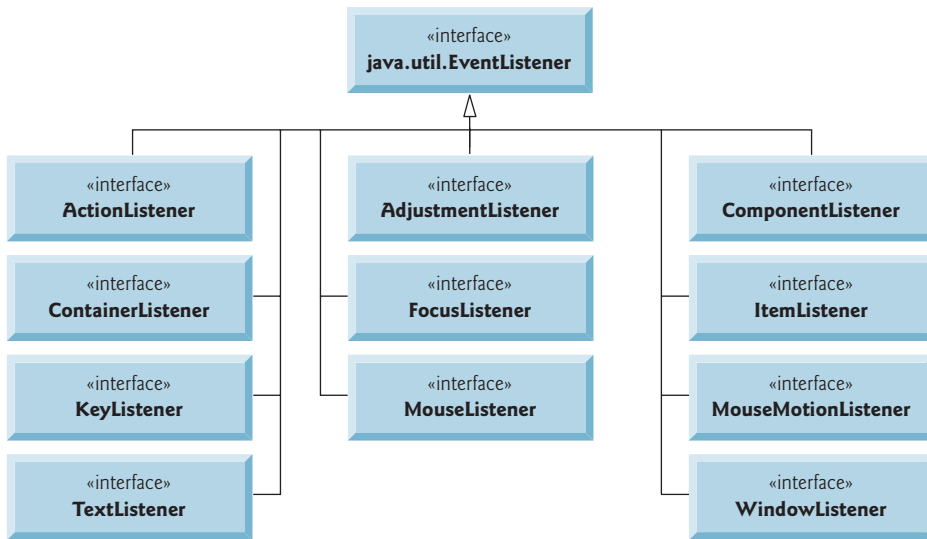 «interface»
java.util.EventListener
«interface»
ActionListener
«interface»
AdjustmentListener
«interface»
ComponentListener
«interface»
ContainerListener
«interface»
FocusListener
«interface»
ItemListener
«interface»
KeyListener
«interface»
MouseListener
«interface»
MouseMotionListener
«interface»
TextListener
«interface»
WindowListener